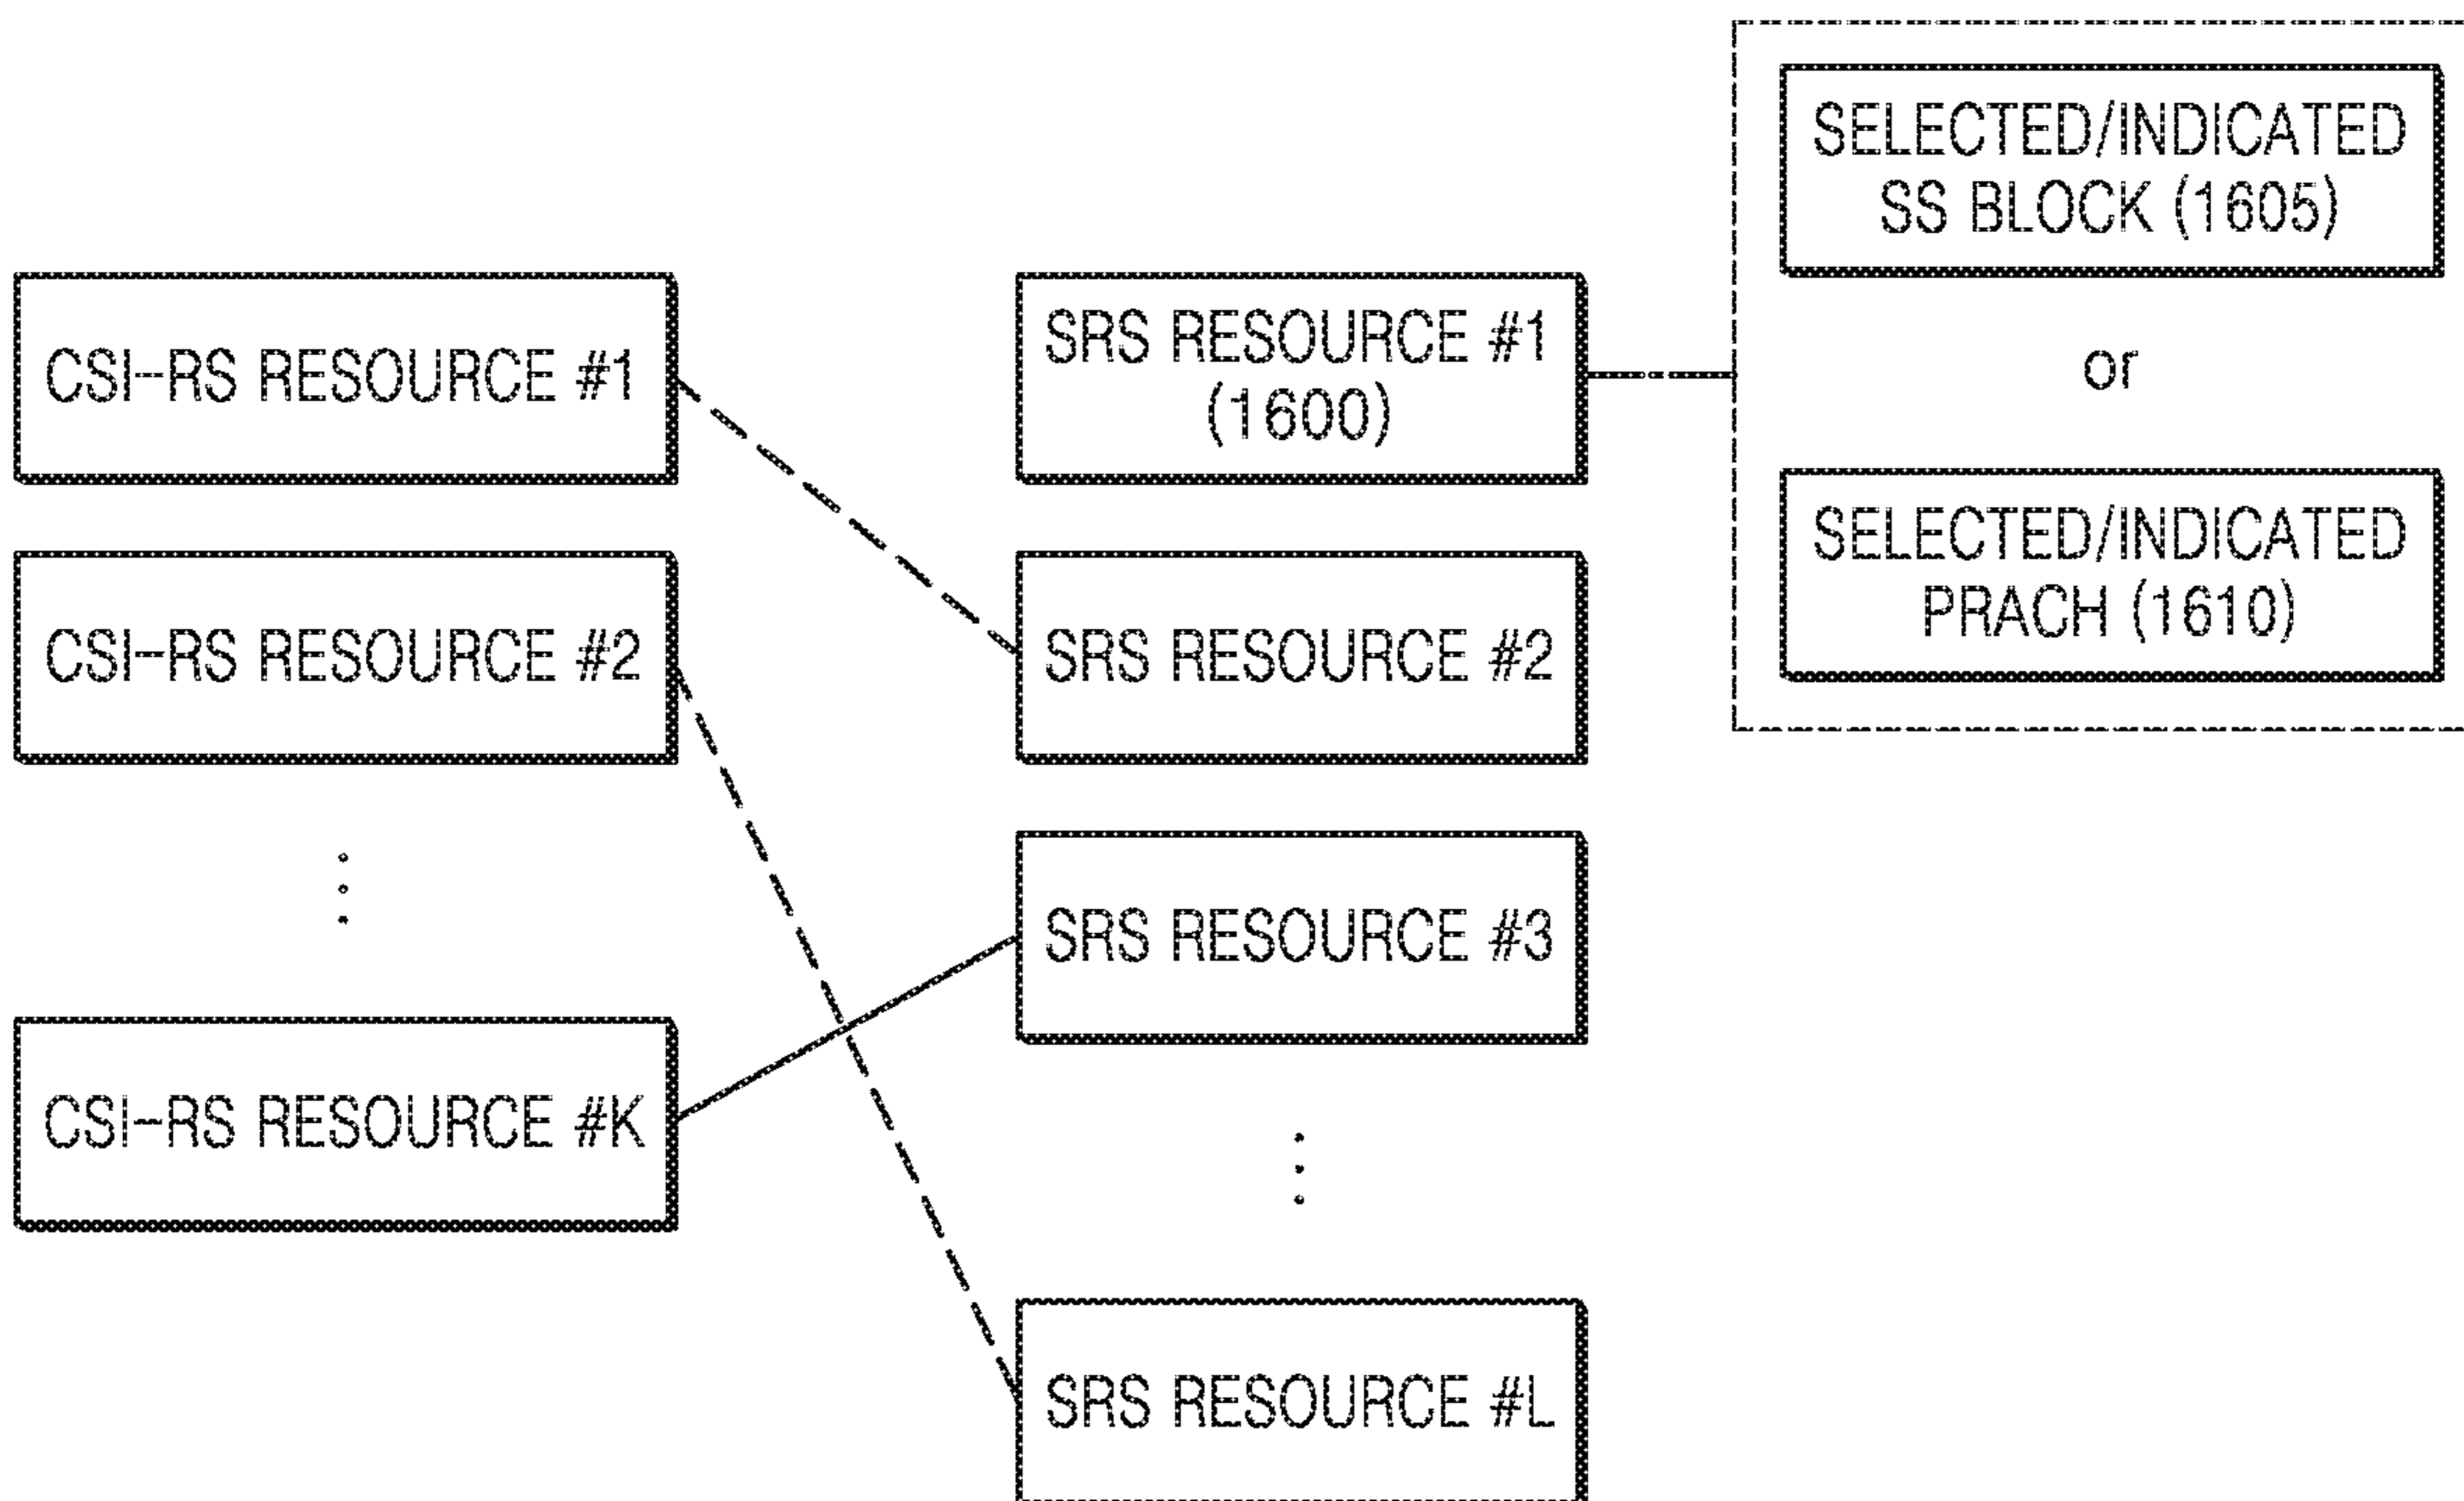 CSI-RS RESOURCE #1
CSI-RS RESOURCE #2
CSI-RS RESOURCE #K
SRS RESOURCE #1
(1600)
SRS RESOURCE #2
SRS RESOURCE #3
SRS RESOURCE #L
SELECTED/INDICATED
SS BLOCK (1605)
or
SELECTED/INDICATED
PRACH (1610)